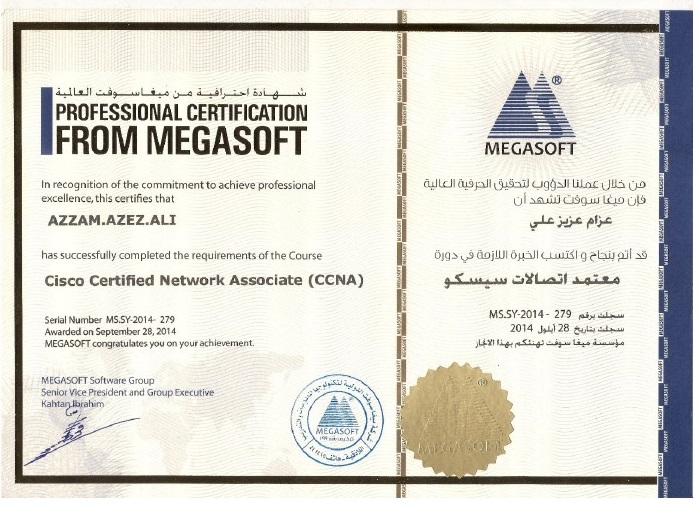 شهادة احترافية من ميغاسوفت العالمية
PROFESSIONAL CERTIFICATION
FROM MEGASOFT
In recognition of the commitment to achieve professional
excellence, this certifies that
AZZAM.AZEZ.ALI
has successfully completed the requirements of the Course
Cisco Certified Network Associate (CCNA)
Serial Number MS.SY-2014- 279
Awarded on September 28, 2014
MEGASOFT congratulates you on your achievement.
MEGASOFT Software Group
Senior Vice President and Group Executive
Kahtan Ibrahim
MEGASOFT
®
MEGASOFT
من خلال عملنا الدؤوب لتحقيق الحرفية العالية
فإن ميغا سوفت تشهد أن
عزام عزيز علي
قد أتم بنجاح و اكتسب الخبرة اللازمة في دورة
معتمد اتصالات سيسكو
سجلت برقم MS.SY-2014- 279
سجلت بتاريخ 28 أيلول 2014
مؤسسة ميغا سوفت تهنئكم بهذا الانجاز
MEGASOFT